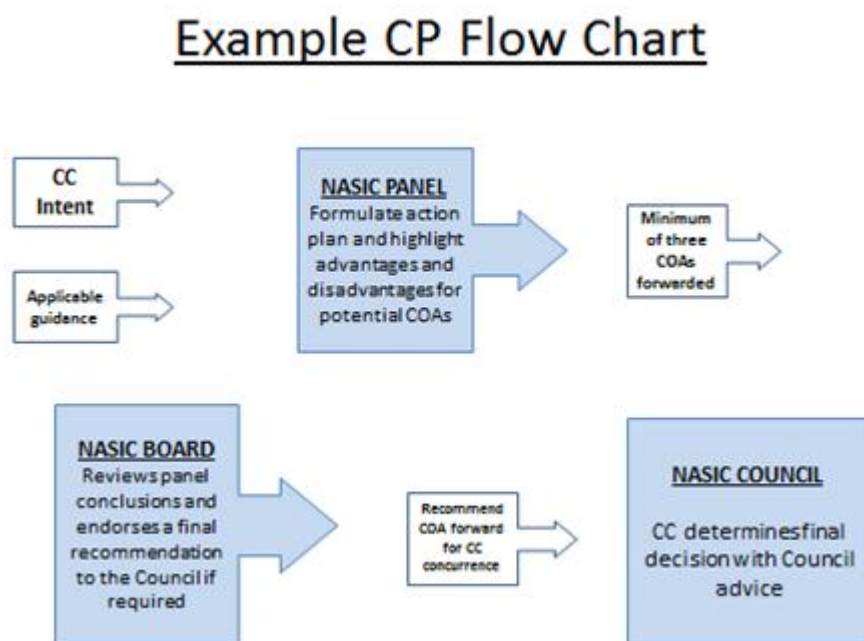 Example CP Flow Chart
CC
Intent
Applicable
guidance
NASIC PANEL
Formulate action
plan and highlight
advantages and
disadvantages for
potential COAs
Minimum
of three
COAs
forwarded
NASIC BOARD
Reviews panel
conclusions and
endorses a final
recommendation
to the Council if
required
Recommend
COA forward
for CC
concurrence
NASIC COUNCIL
CC determinesfinal
decision with Council
advice